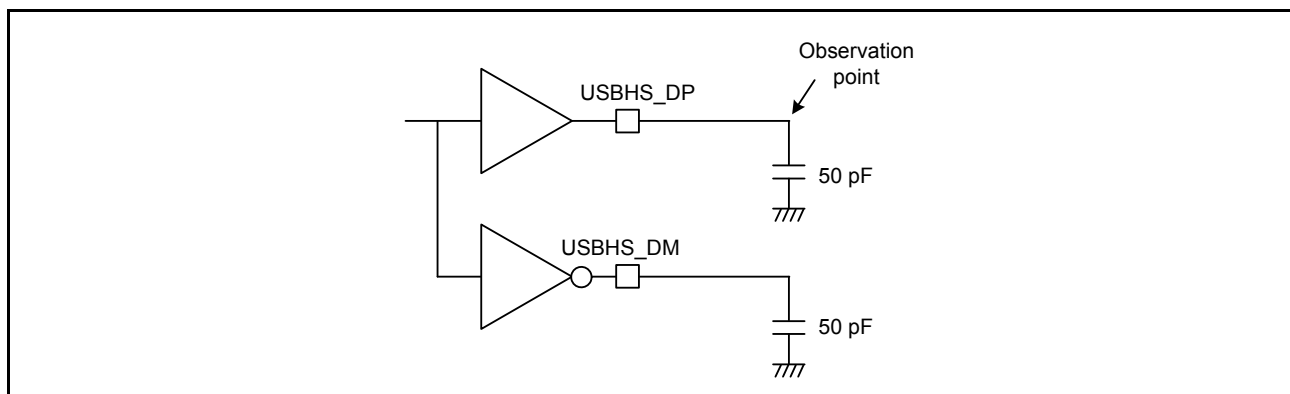 Observation
point
USBHS_DP
50 pF
USBHS_DM
50 pF